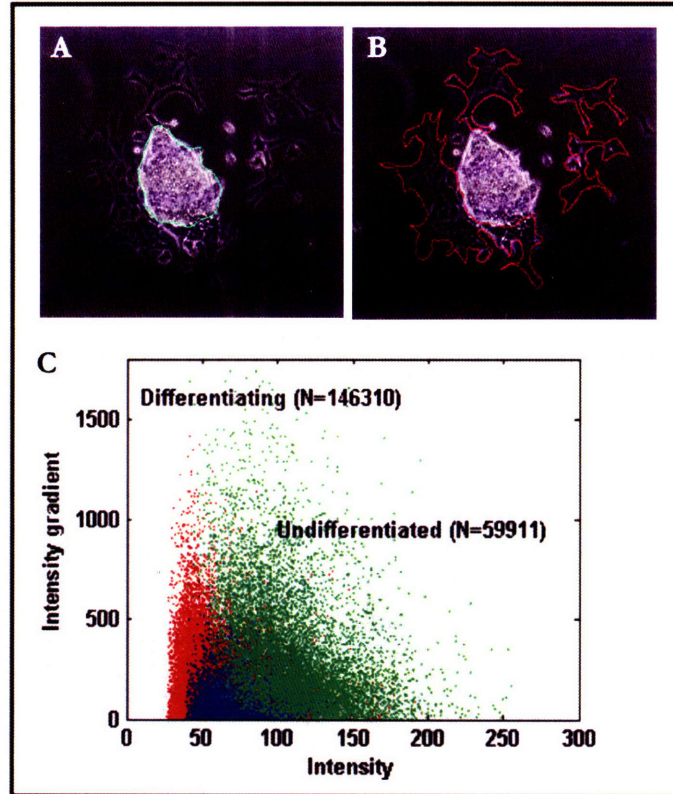 A
B
C
Differentiating (N=146310)
Undifferentiated (N=59911)
Intensity gradient
1500
1000
500
0
0 50 100 150 200 250 300
Intensity